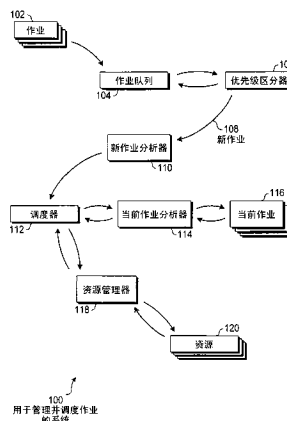 102
作业
作业队列
104
优先级区分器
108
新作业
新作业分析器
110
调度器
112
当前作业分析器
114
116
当前作业
资源管理器
118
120
资源
100
用于管理并调度作业
的系统